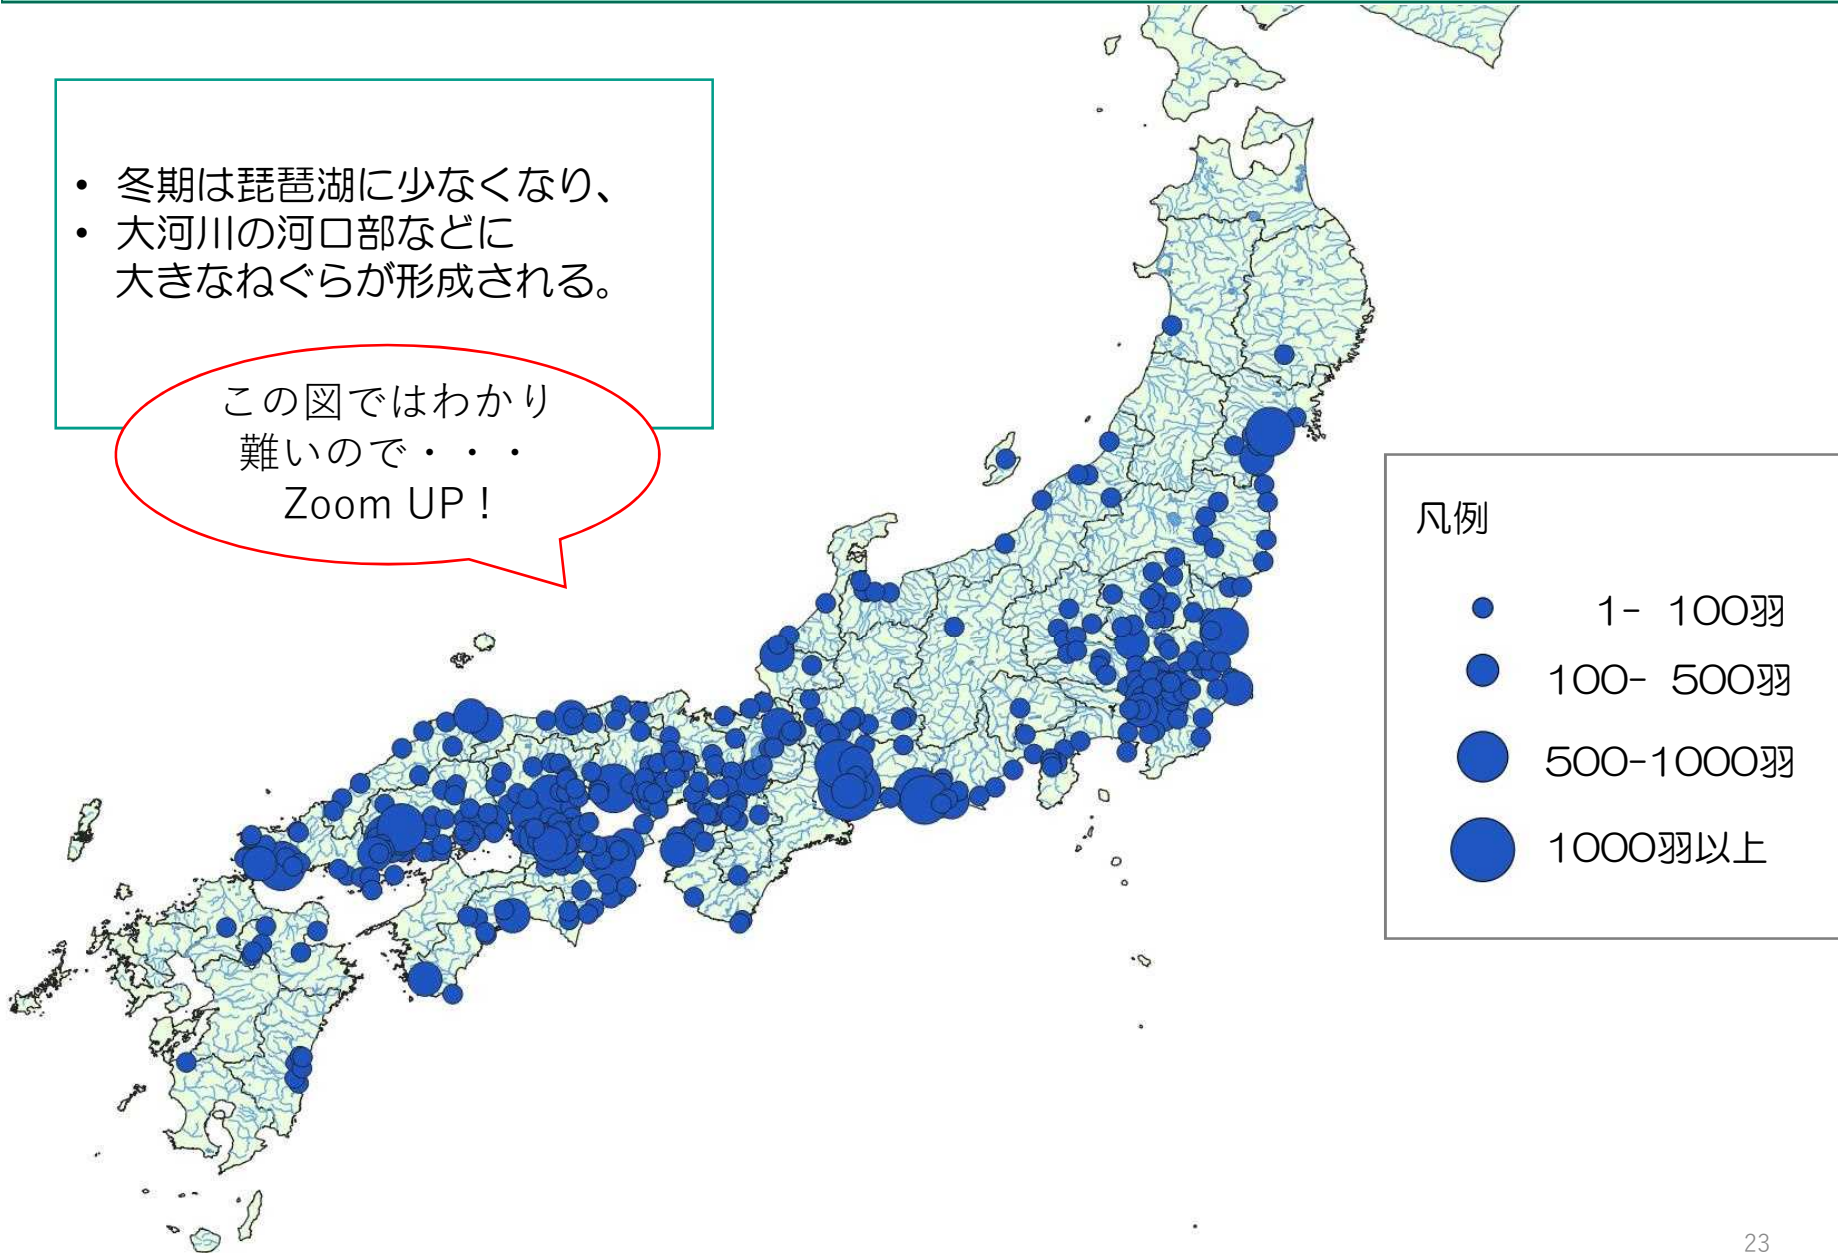 • 冬期は琵琶湖に少なくなり、
• 大河川の河口部などに
大きなねぐらが形成される。
この図ではわかり
難いので・・・
Zoom UP！
凡例
1- 100羽
100- 500羽
500-1000羽
1000羽以上
23